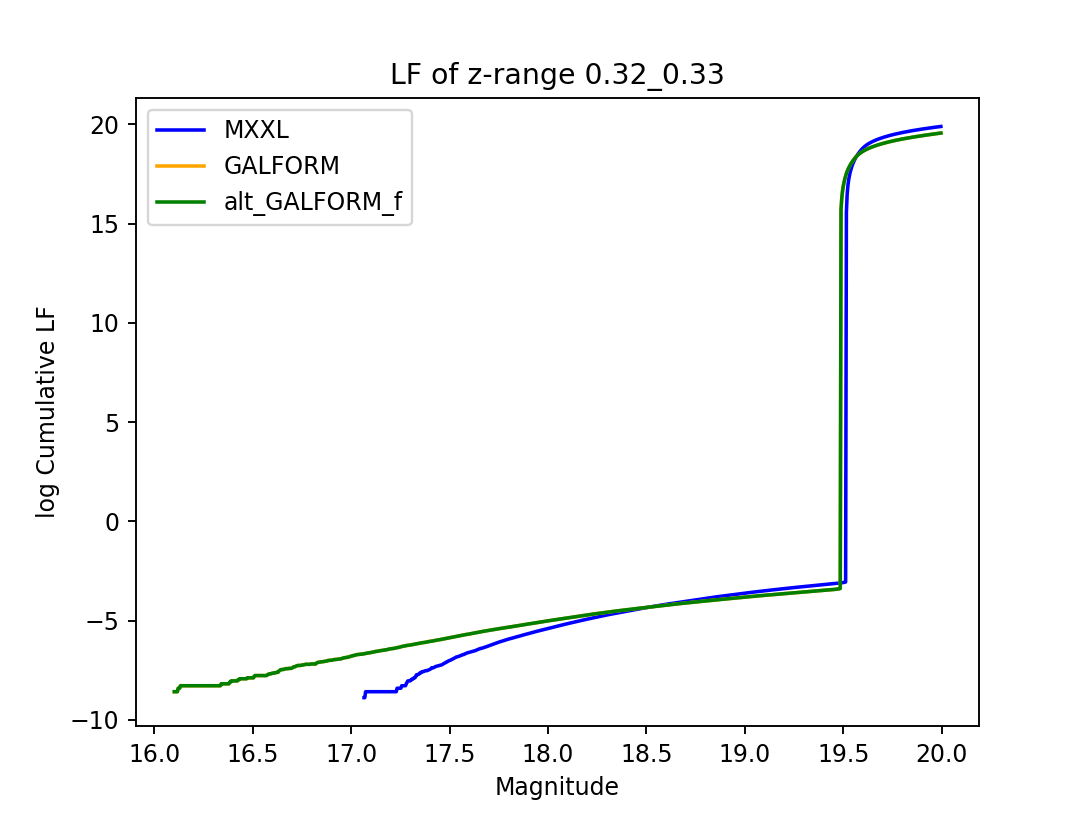 LF of z-range 0.32_0.33
MXXL
GALFORM
alt_GALFORM_f
log Cumulative LF
20
15
10
5
0
−5
−10
16.0 16.5 17.0 17.5 18.0 18.5 19.0 19.5 20.0
Magnitude